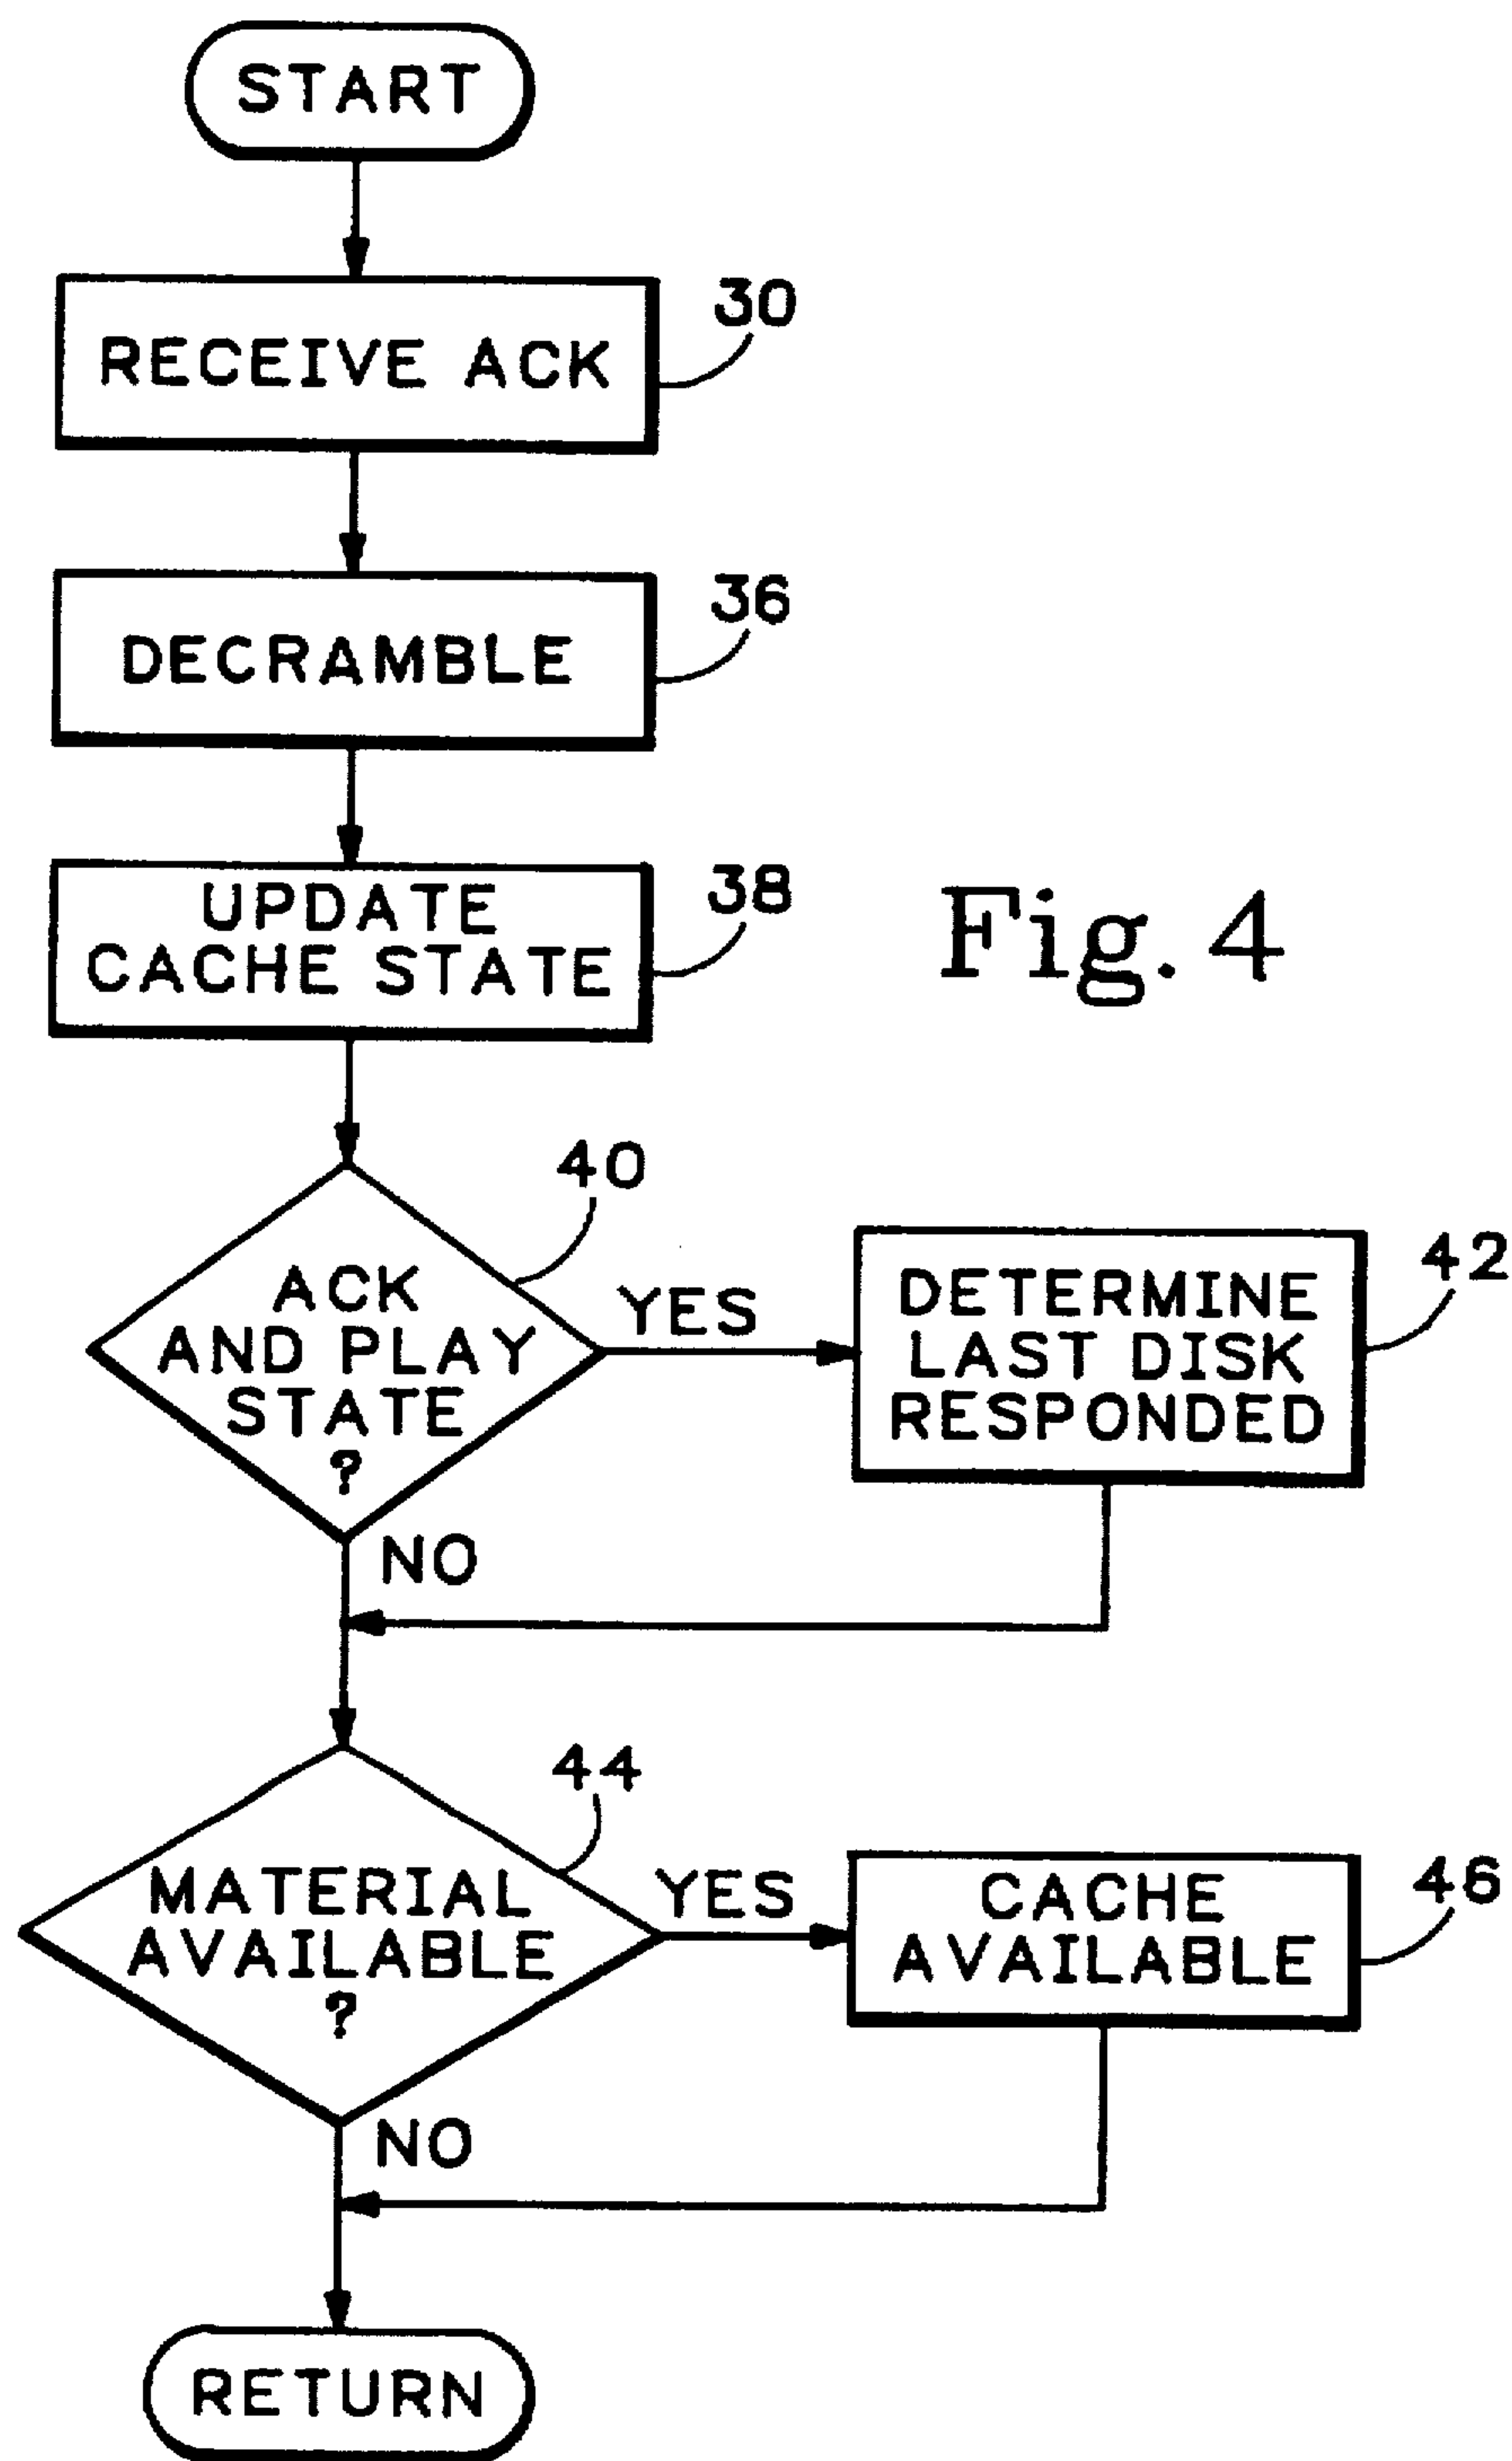 START
RECEIVE ACK
30
DECRAMBLE
36
UPDATE
CACHE STATE
38
Fig. 4
ACK
AND PLAY
STATE
?
40
YES
NO
DETERMINE
LAST DISK
RESPONDED
42
MATERIAL
AVAILABLE
?
44
YES
NO
CACHE
AVAILABLE
46
RETURN